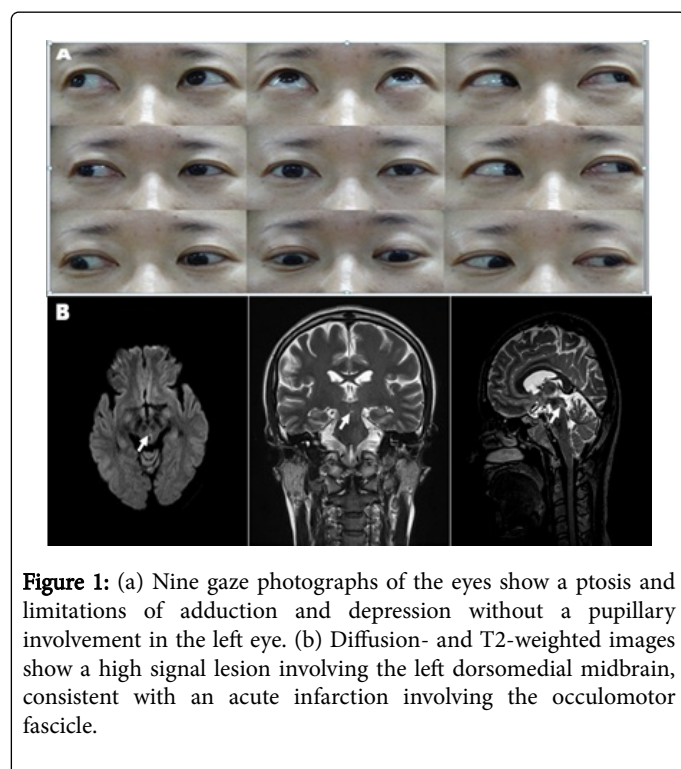 A
B
Figure 1: (a) Nine gaze photographs of the eyes show a ptosis and
limitations of adduction and depression without a pupillary
involvement in the left eye. (b) Diffusion- and T2-weighted images
show a high signal lesion involving the left dorsomedial midbrain,
consistent with an acute infarction involving the occulomotor
fascicle.